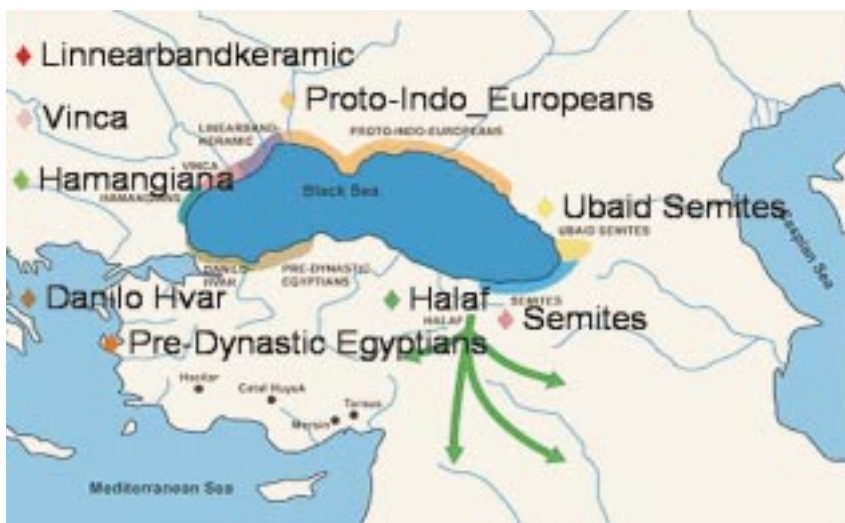 Linnearbandkeramic
Proto-Indo_Europeans
Vinca
LINEARBAND-
KERAMIC
PROTO-INDO-EUROPEANS
VINCA
Hamangiana
HAMANGIANS
Black Sea
Ubaid Semites
UBAID SEMITES
Kaspian Sea
DANILO
HVAR
PRE-DYNASTIC
EGYPTIANS
Danilo Hvar
Halaf
SEMITES
HALAF
Semites
Pre-Dynastic Egyptians
Hacilar
Catal Huyuk
Tarsus
Mersin
Mediterranean Sea